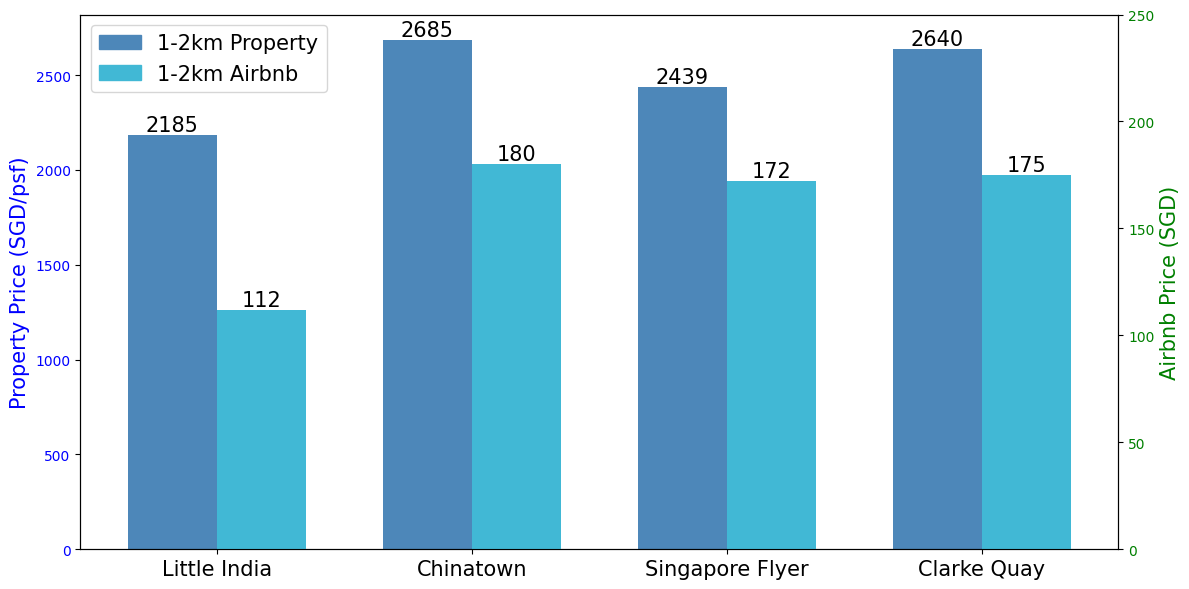 1-2km Property
1-2km Airbnb
Property Price (SGD/psf)
2500
2000
1500
1000
500
0
2185
112
2685
180
2439
172
2640
175
250
200
150
100
50
0
Airbnb Price (SGD)
Little India
Chinatown
Singapore Flyer
Clarke Quay